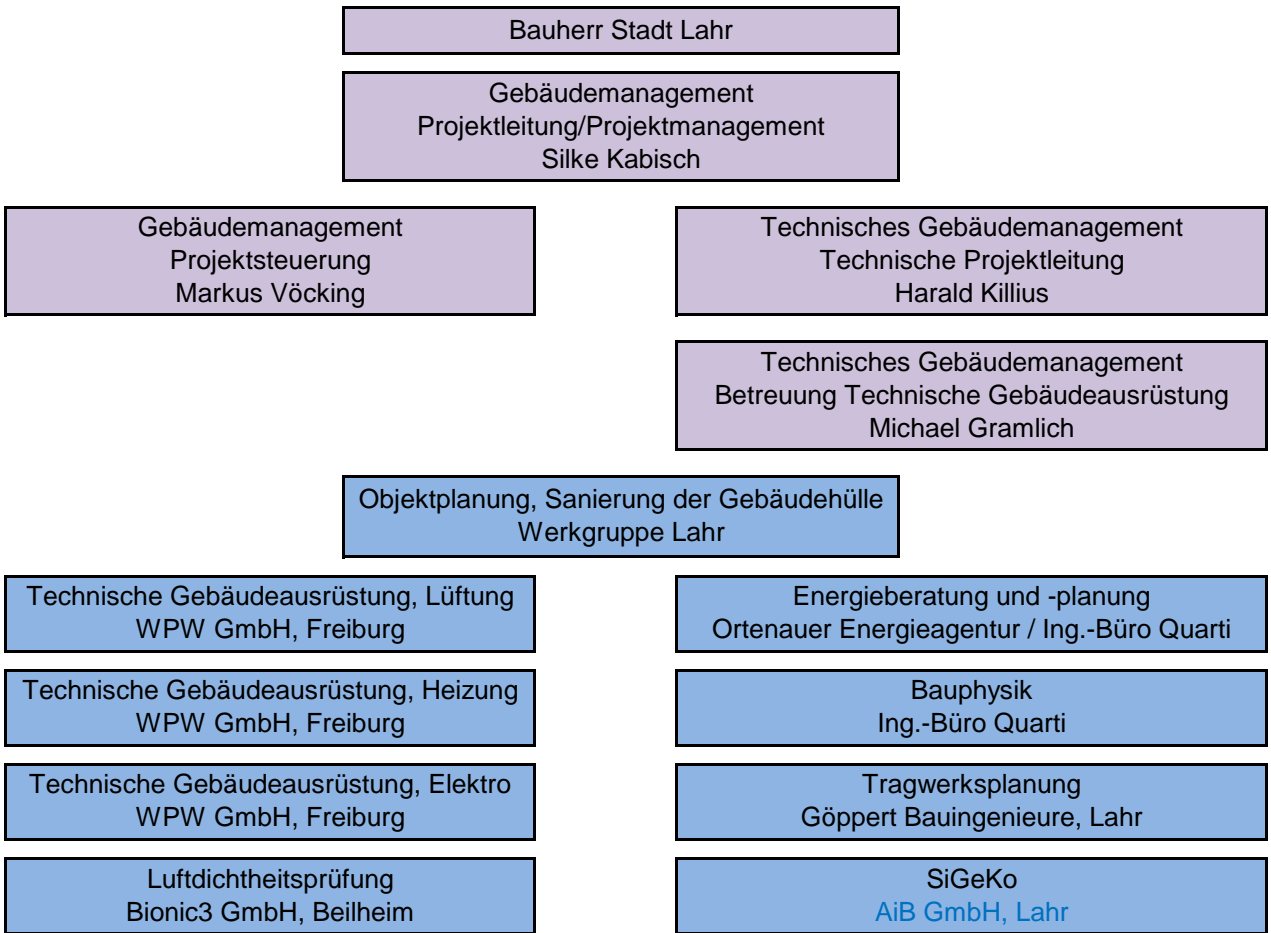 Bauherr Stadt Lahr
Gebäudemanagement
Projektleitung/Projektmanagement
Silke Kabisch
Gebäudemanagement
Projektsteuerung
Markus Vöcking
Technisches Gebäudemanagement
Technische Projektleitung
Harald Killius
Technisches Gebäudemanagement
Betreuung Technische Gebäudeausrüstung
Michael Gramlich
Objektplanung, Sanierung der Gebäudehülle
Werkgruppe Lahr
Technische Gebäudeausrüstung, Lüftung
WPW GmbH, Freiburg
Energieberatung und -planung
Ortenauer Energieagentur / Ing.-Büro Quarti
Technische Gebäudeausrüstung, Heizung
WPW GmbH, Freiburg
Bauphysik
Ing.-Büro Quarti
Technische Gebäudeausrüstung, Elektro
WPW GmbH, Freiburg
Tragwerksplanung
Göppert Bauingenieure, Lahr
Luftdichtheitsprüfung
Bionic3 GmbH, Beilheim
SiGeKo
AiB GmbH, Lahr